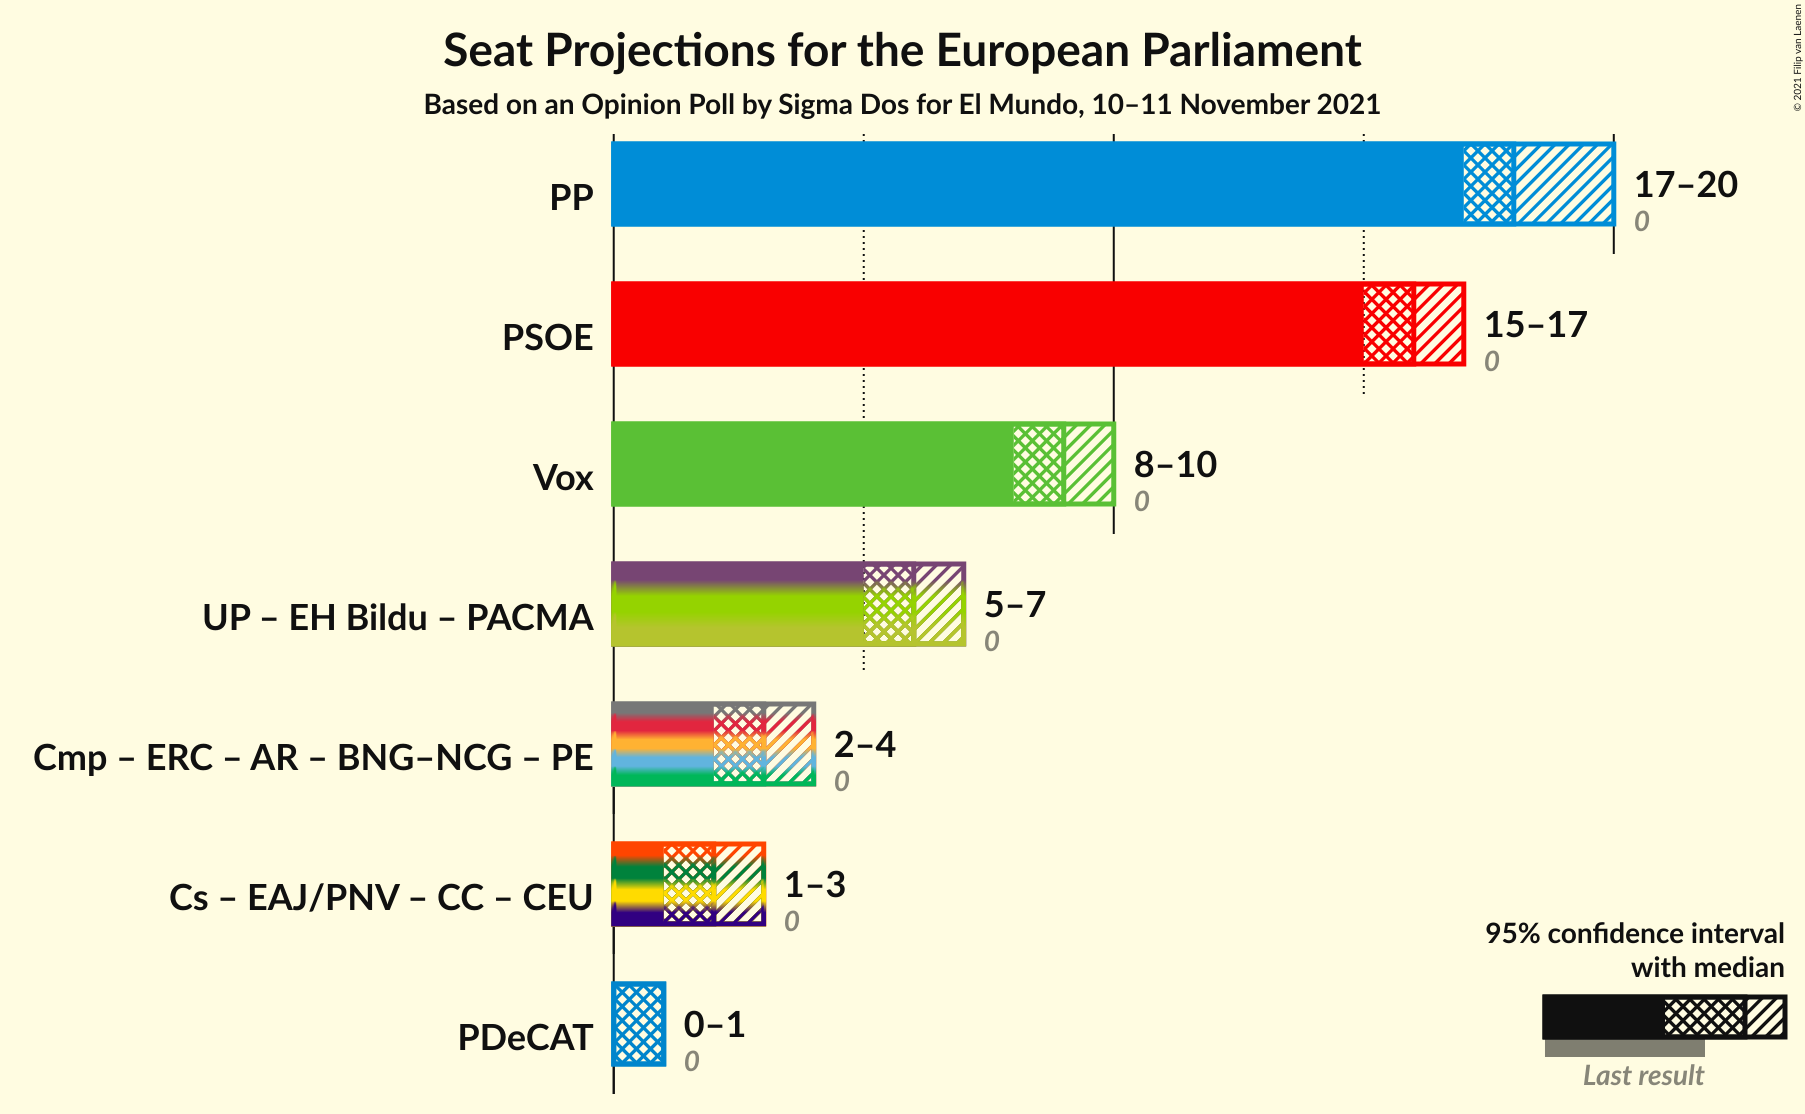 Seat Projections for the European Parliament
Based on an Opinion Poll by Sigma Dos for El Mundo, 10–11 November 2021
© 2021 Filip van Laenen
PP
17–20
0
PSOE
15–17
0
Vox
8–10
0
UP – EH Bildu – PACMA
5–7
0
Cmp – ERC – AR – BNG–NCG – PE
2–4
0
Cs – EAJ/PNV – CC – CEU
1–3
0
PDeCAT
0–1
0
95% confidence interval
with median
Last result